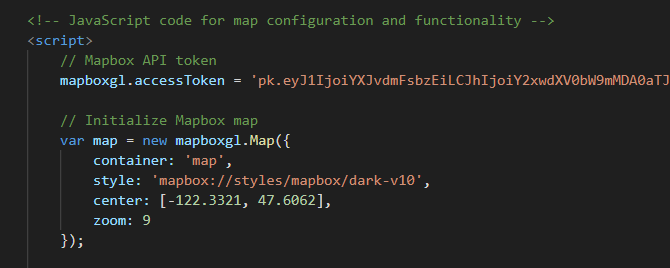 <!-- JavaScript code for map configuration and functionality -->
<script>
// Mapbox API token
mapboxgl.accessToken = 'pk.eyJ1IjoiYXJvdmFsbzEiLCJhIjoiY2xwdXV0bW9mMDA0aTJ
// Initialize Mapbox map
var map = new mapboxgl.Map({
container: 'map',
style: 'mapbox://styles/mapbox/dark-v10',
center: [-122.3321, 47.6062],
zoom: 9
});